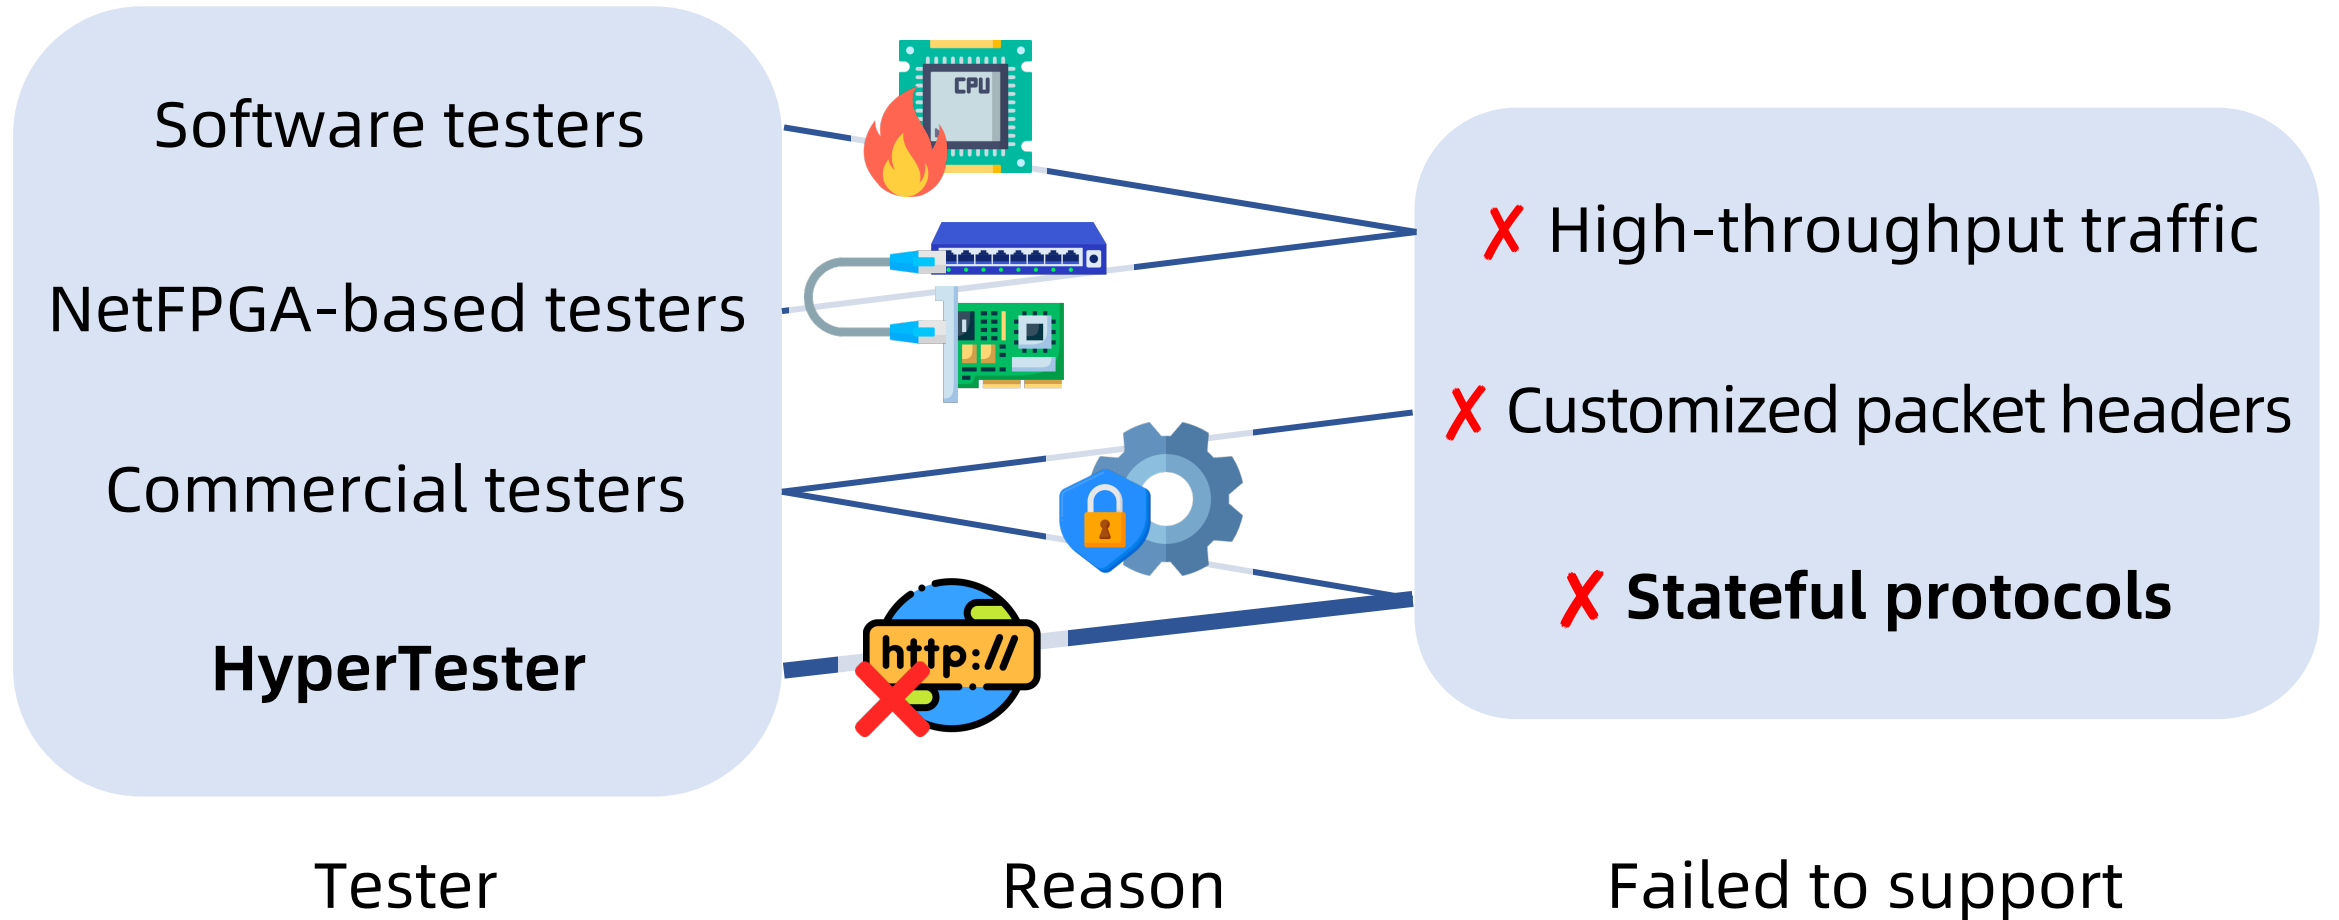 Software testers
NetFPGA-based testers
Commercial testers
HyperTester
CPU
http://
✗ High-throughput traffic
✗ Customized packet headers
✗ Stateful protocols
Tester
Reason
Failed to support